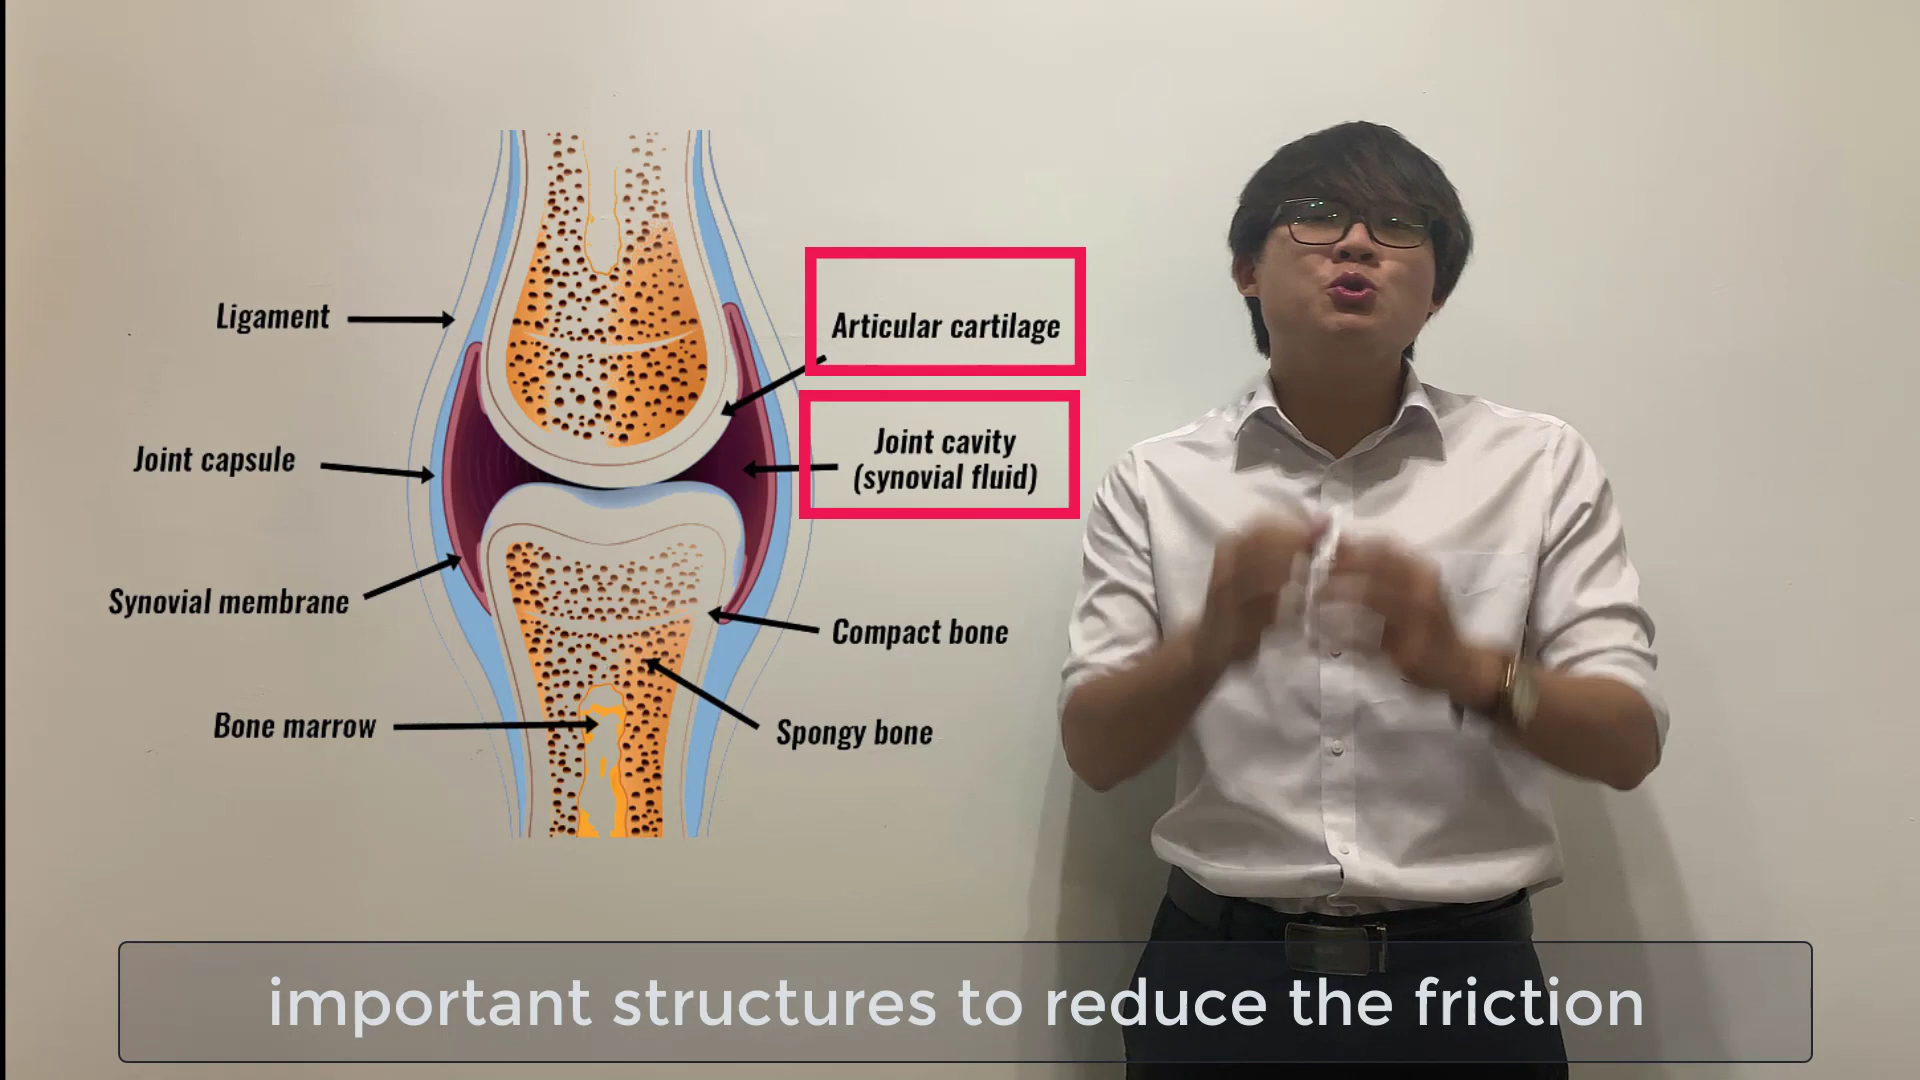 Ligament
Articular cartilage
Joint capsule
Joint cavity
(synovial fluid)
Synovial membrane
Compact bone
Bone marrow
Spongy bone
important structures to reduce the friction